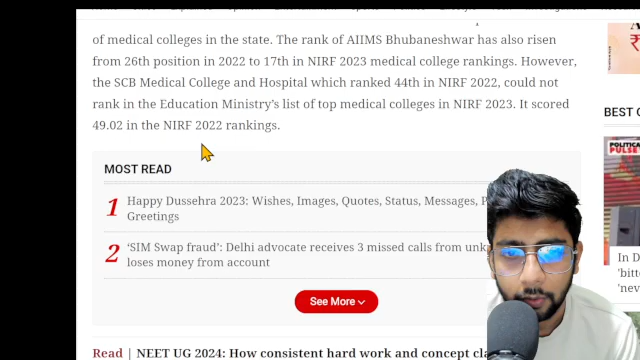 of medical colleges in the state. The rank of AIIMS Bhubaneshwar has also risen
from 26th position in 2022 to 17th in NIRF 2023 medical college rankings. However,
the SCB Medical College and Hospital which ranked 44th in NIRF 2022, could not
rank in the Education Ministry's list of top medical colleges in NIRF 2023. It scored
49.02 in the NIRF 2022 rankings.
MOST READ
1
Happy Dussehra 2023: Wishes, Images, Quotes, Status, Messages,
Greetings
2
‘SIM Swap fraud’: Delhi advocate receives 3 missed calls from
loses money from account
See More
Read | NEET UG 2024: How consistent hard work and concept
BEST
POLITICAL
PULSE
In